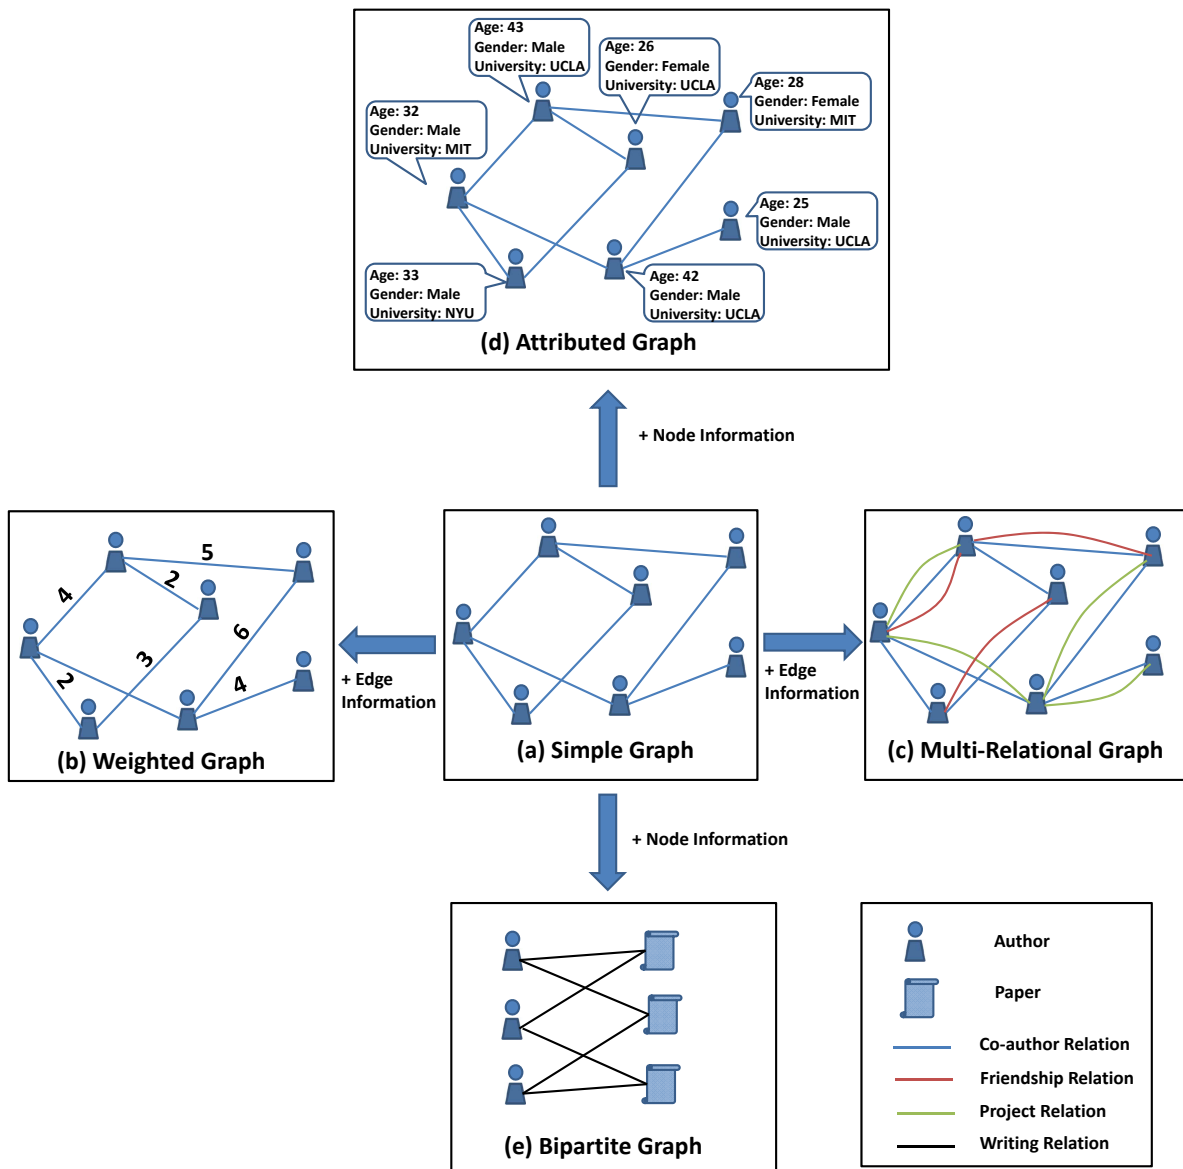 Age: 43
Gender: Male
University: UCLA
Age: 26
Gender: Female
University: UCLA
Age: 28
Gender: Female
University: MIT
Age: 32
Gender: Male
University: MIT
Age: 25
Gender: Male
University: UCLA
Age: 33
Gender: Male
University: NYU
Age: 42
Gender: Male
University: UCLA
(d) Attributed Graph
+ Node Information
5
2
4
6
3
2
4
(b) Weighted Graph
+ Edge
Information
(a) Simple Graph
+ Edge
Information
(c) Multi-Relational Graph
+ Node Information
(e) Bipartite Graph
Author
Paper
Co-author Relation
Friendship Relation
Project Relation
Writing Relation